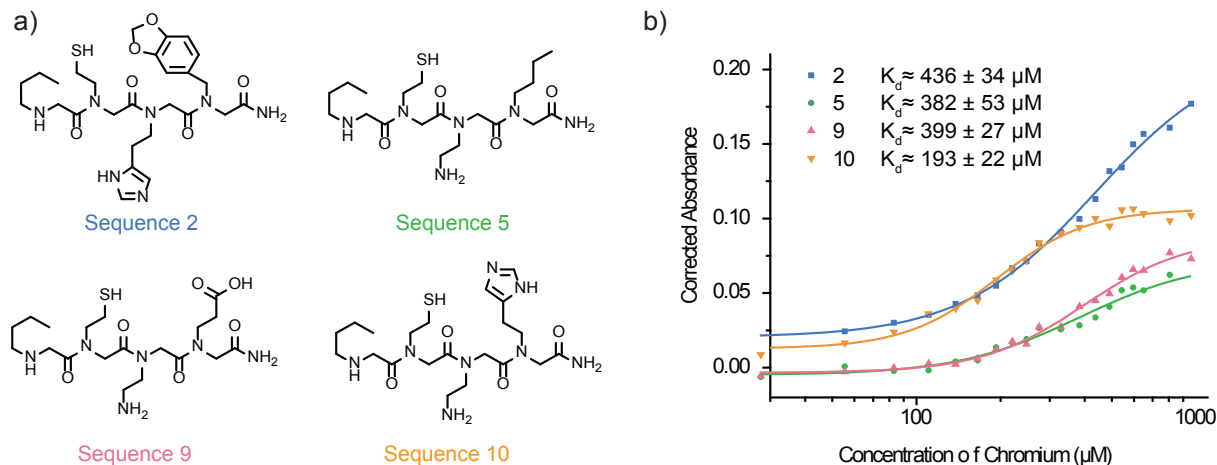 a)
SH
O
O
N
H
O
N
O
N
O
N
O
O
NH₂
HN
N
Sequence 2
SH
N
H
O
N
O
N
O
N
O
NH₂
NH₂
Sequence 5
O
OH
SH
N
H
O
N
O
N
O
N
O
NH₂
NH₂
Sequence 9
N
NH
SH
N
H
O
N
O
N
O
N
O
NH₂
NH₂
Sequence 10
b)
2 Kd≈ 436 ± 34 µM
5 Kd≈ 382 ± 53 µM
9 Kd≈ 399 ± 27 µM
10 Kd≈ 193 ± 22 µM
0.20
0.15
0.10
0.05
0.00
Corrected Absorbance
100
1000
Concentration o f Chromium (µM)